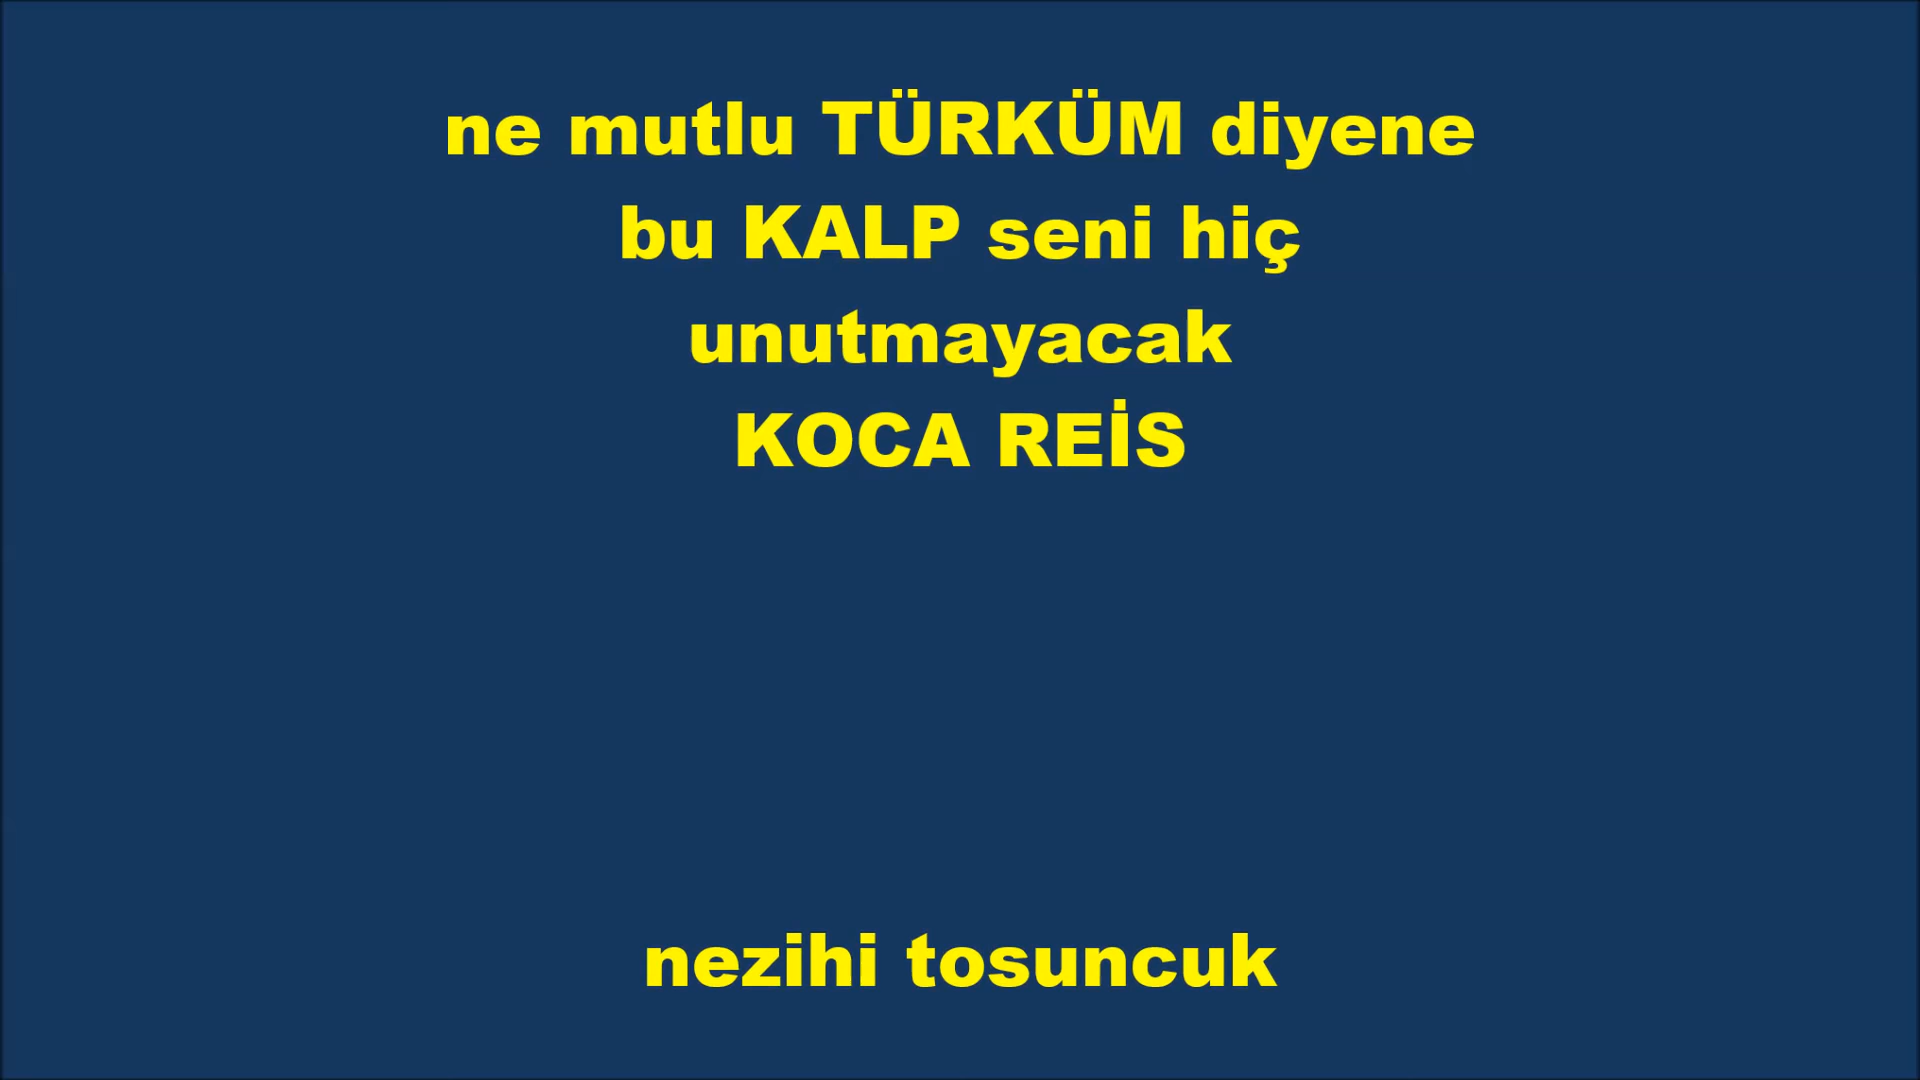 ne mutlu TÜRKÜM diyene
bu KALP seni hiç
unutmayacak
KOCA REİS
nezihi tosuncuk